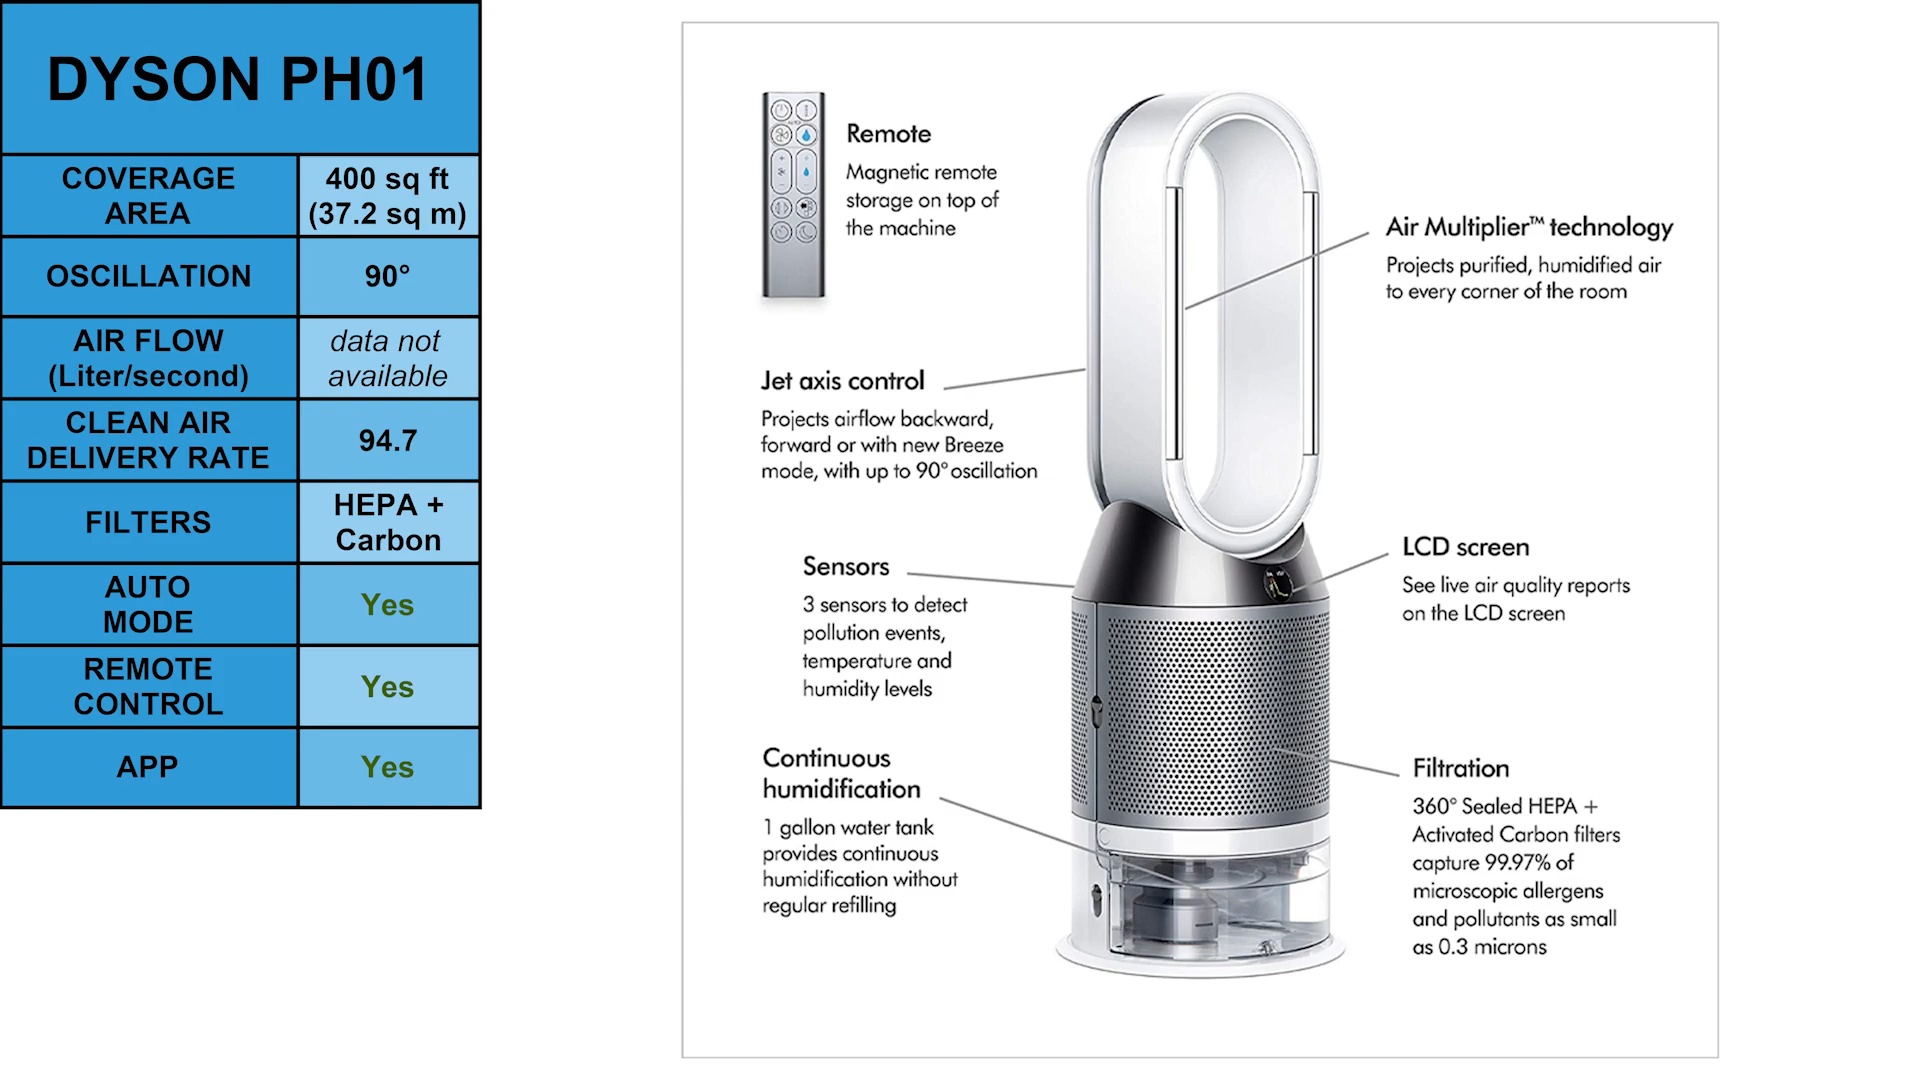 DYSON PH01
COVERAGE
AREA
400 sq ft
(37.2 sq m)
OSCILLATION
90°
AIR FLOW
(Liter/second)
data not
available
CLEAN AIR
DELIVERY RATE
94.7
FILTERS
HEPA +
Carbon
AUTO
MODE
Yes
REMOTE
CONTROL
Yes
APP
Yes
AUTO
Remote
Magnetic remote
storage on top of
the machine
Air Multiplier™ technology
Projects purified, humidified air
to every corner of the room
Jet axis control
Projects airflow backward,
forward or with new Breeze
mode, with up to 90° oscillation
LCD screen
See live air quality reports
on the LCD screen
Sensors
3 sensors to detect
pollution events,
temperature and
humidity levels
Continuous
humidification
1 gallon water tank
provides continuous
humidification without
regular refilling
Filtration
360° Sealed HEPA +
Activated Carbon filters
capture 99.97% of
microscopic allergens
and pollutants as small
as 0.3 microns